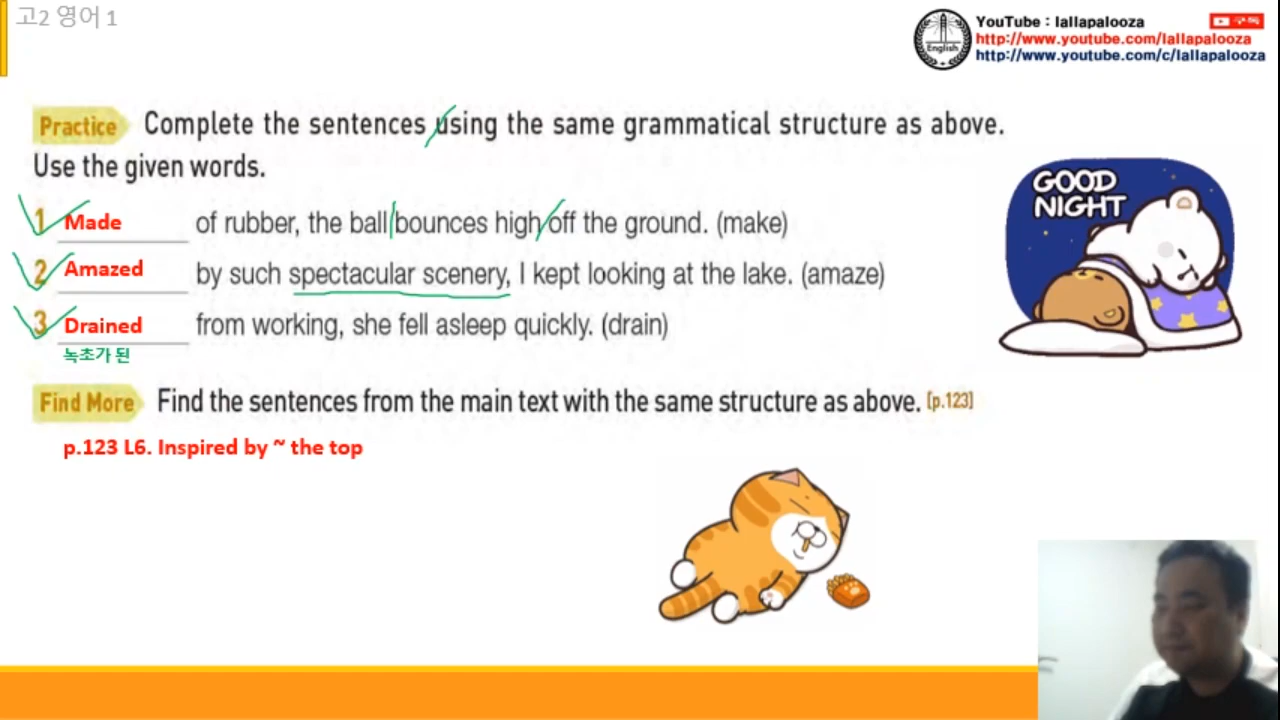 고2 영어 1
YouTube : lallapalooza
구독
http://www.youtube.com/lallapalooza
http://www.youtube.com/c/lallapalooza
English
Practice Complete the sentences using the same grammatical structure as above.
Use the given words.
1 Made of rubber, the ball bounces high off the ground. (make)
2 Amazed by such spectacular scenery, I kept looking at the lake. (amaze)
3 Drained from working, she fell asleep quickly. (drain)
녹초가 된
GOOD
NIGHT
Find More Find the sentences from the main text with the same structure as above. [p.123]
p.123 L6. Inspired by ~ the top